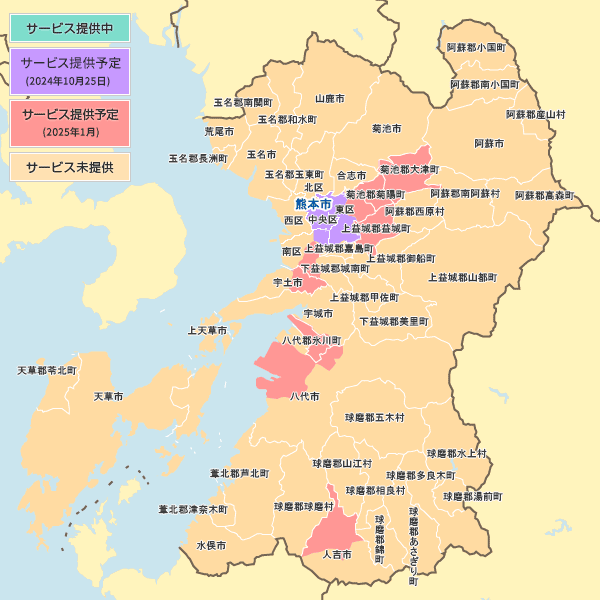 サービス提供中
サービス提供予定
(2024年10月25日)
サービス提供予定
(2025年1月)
サービス未提供
阿蘇郡小国町
阿蘇郡南小国町
阿蘇郡産山村
玉名郡南関町
山鹿市
玉名郡和水町
荒尾市
菊池市
阿蘇市
玉名郡長洲町
玉名市
玉名郡玉東町
合志市
菊池郡大津町
北区
菊池郡菊陽町
阿蘇郡南阿蘇村
阿蘇郡高森町
熊本市
東区
阿蘇郡西原村
西区
中央区
上益城郡益城町
南区
上益城郡嘉島町
上益城郡御船町
下益城郡城南町
上益城郡山都町
宇土市
上益城郡甲佐町
宇城市
下益城郡美里町
上天草市
八代郡氷川町
天草郡苓北町
天草市
八代市
球磨郡五木村
球磨郡水上村
球磨郡山江村
葦北郡芦北町
球磨郡多良木町
球磨郡相良村
球磨郡湯前町
葦北郡津奈木町
球磨郡球磨村
球磨郡錦町
球磨郡あさぎり町
水俣市
人吉市